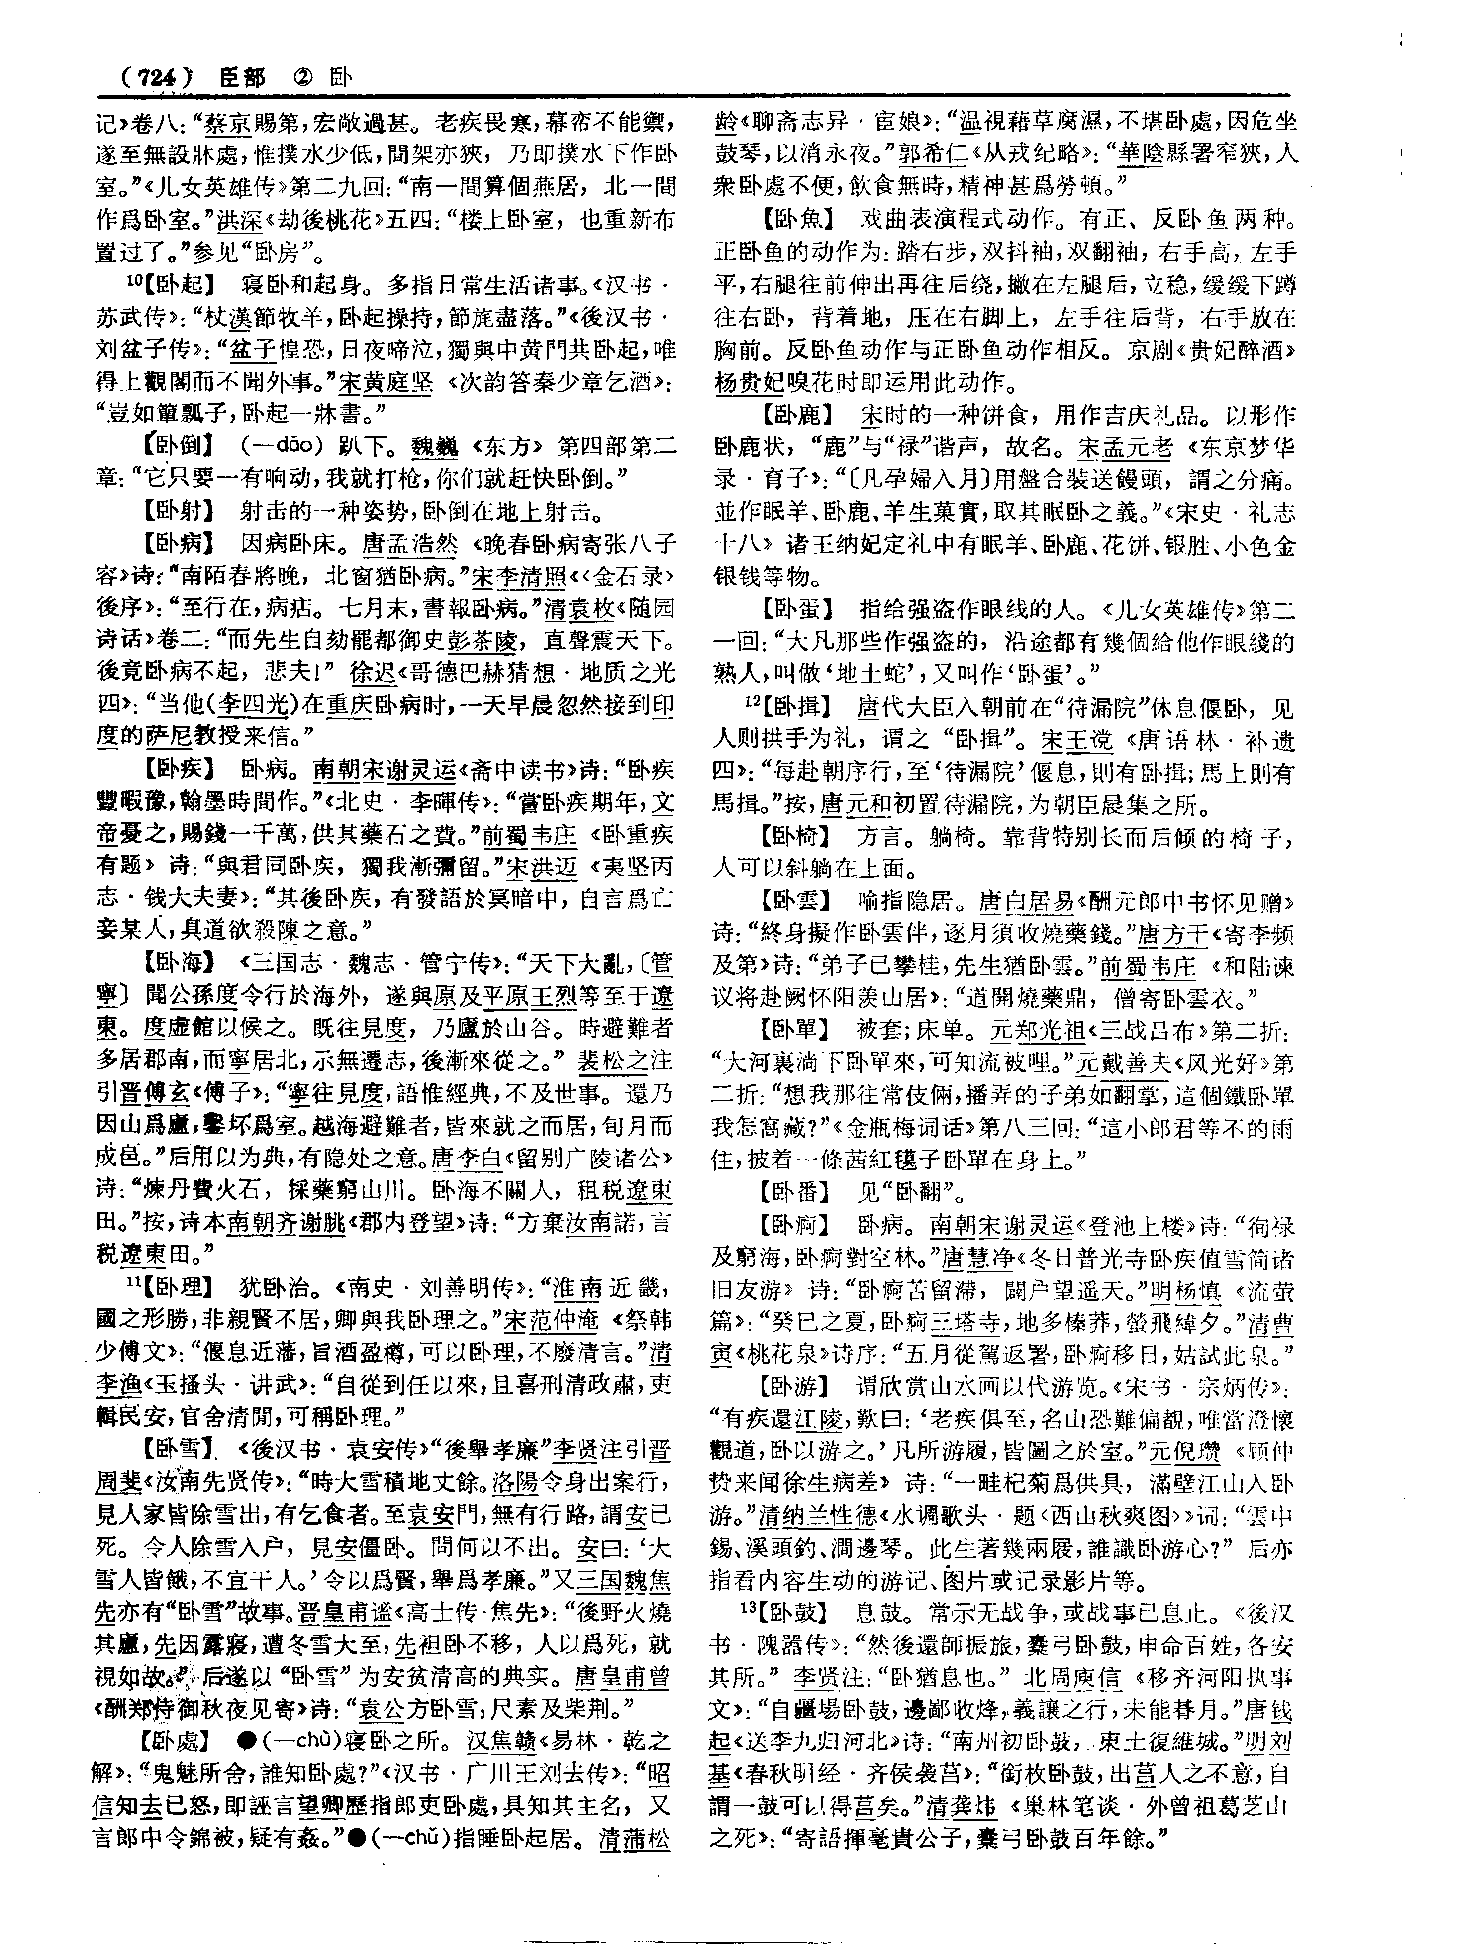 （724） 臣部 ② 卧
记》卷八：“蔡京賜第，宏敞過甚。老疾畏寒，幕帟不能禦，
遂至無設牀處，惟撲水少低，間架亦狹，乃即撲水下作卧
室。”《儿女英雄传》第二九回：“南一間算個燕居，北一間
作爲卧室。”洪深《劫後桃花》五四：“楼上卧室，也重新布
置过了。”参见“卧房”。
10【卧起】 寝卧和起身。多指日常生活诸事。《汉书·
苏武传》：“杖漢節牧羊，卧起操持，節旄盡落。”《後汉书·
刘盆子传》：“盆子惶恐，日夜啼泣，獨與中黄門共卧起，唯
得上觀閣而不聞外事。”宋黄庭坚《次韵答秦少章乞酒》：
“豈如簞瓢子，卧起一牀書。”
【卧倒】 （—dǎo）趴下。魏巍《东方》第四部第二
章：“它只要一有响动，我就打枪，你们就赶快卧倒。”
【卧射】 射击的一种姿势，卧倒在地上射击。
【卧病】 因病卧床。唐孟浩然《晚春卧病寄张八子
容》诗：“南陌春將晚，北窗猶卧病。”宋李清照《〈金石录〉
後序》：“至行在，病痁。七月末，書報卧病。”清袁枚《随园
诗话》卷二：“而先生自劾罷都御史彭茶陵，直聲震天下。
後竟卧病不起，悲夫！”徐迟《哥德巴赫猜想·地质之光
四》：“当他（李四光）在重庆卧病时，一天早晨忽然接到印
度的萨尼教授来信。”
【卧疾】 卧病。南朝宋谢灵运《斋中读书》诗：“卧疾
豐暇豫，翰墨時間作。”《北史·李暉传》：“嘗卧疾期年，文
帝憂之，賜錢一千萬，供其藥石之費。”前蜀韦庄《卧重疾
有题》诗：“與君同卧疾，獨我漸彌留。”宋洪迈《夷坚丙
志·钱大夫妻》：“其後卧疾，有發語於冥暗中，自言爲亡
妾某人，具道欲殺陳之意。”
【卧海】 《三国志·魏志·管宁传》：“天下大亂，〔管
寧〕聞公孫度令行於海外，遂與原及平原王烈等至于遼
東。度虚館以候之。既往見度，乃廬於山谷。時避難者
多居郡南，而寧居北，示無遷志，後漸來從之。”裴松之注
引晋傅玄《傅子》：“寧往見度，語惟經典，不及世事。還乃
因山爲廬，鑿坏爲室。越海避難者，皆來就之而居，旬月而
成邑。”后用以为典，有隐处之意。唐李白《留别广陵诸公》
诗：“煉丹費火石，採藥窮山川。卧海不關人，租税遼東
田。”按，诗本南朝齐谢朓《郡内登望》诗：“方棄汝南諾，言
税遼東田。”
11【卧理】 犹卧治。《南史·刘善明传》：“淮南近畿，
國之形勝，非親賢不居，卿與我卧理之。”宋范仲淹《祭韩
少傅文》：“偃息近藩，旨酒盈樽，可以卧理，不廢清言。”清
李渔《玉搔头·讲武》：“自從到任以來，且喜刑清政肅，吏
輯民安，官舍清閒，可稱卧理。”
【卧雪】 《後汉书·袁安传》“後舉孝廉”李贤注引晋
周斐《汝南先贤传》：“時大雪積地丈餘。洛陽令身出案行，
見人家皆除雪出，有乞食者。至袁安門，無有行路，謂安已
死。令人除雪入户，見安僵卧。問何以不出。安曰：‘大
雪人皆餓，不宜干人。’令以爲賢，舉爲孝廉。”又三国魏焦
先亦有“卧雪”故事。晋皇甫谧《高士传·焦先》：“後野火燒
其廬，先因露寢，遭冬雪大至，先袒卧不移，人以爲死，就
視如故。”后遂以“卧雪”为安贫清高的典实。唐皇甫曾
《酬郑侍御秋夜见寄》诗：“袁公方卧雪，尺素及柴荆。”
【卧處】 ●（—chù）寝卧之所。汉焦赣《易林·乾之
解》：“鬼魅所舍，誰知卧處？”《汉书·广川王刘去传》：“昭
信知去已怒，即誣言望卿歷指郎吏卧處，具知其主名，又
言郎中令錦被，疑有姦。”●（—chǔ）指睡卧起居。清蒲松
龄《聊斋志异·宦娘》：“温視藉草腐濕，不堪卧處，因危坐
鼓琴，以消永夜。”郭希仁《从戎纪略》：“華陰縣署窄狹，人
衆卧處不便，飲食無時，精神甚爲勞頓。”
【卧魚】 戏曲表演程式动作。有正、反卧鱼两种。
正卧鱼的动作为：踏右步，双抖袖，双翻袖，右手高，左手
平，右腿往前伸出再往后绕，撇在左腿后，立稳，缓缓下蹲
往右卧，背着地，压在右脚上，左手往后背，右手放在
胸前。反卧鱼动作与正卧鱼动作相反。京剧《贵妃醉酒》
杨贵妃嗅花时即运用此动作。
【卧鹿】 宋时的一种饼食，用作吉庆礼品。以形作
卧鹿状，“鹿”与“禄”谐声，故名。宋孟元老《东京梦华
录·育子》：“〔凡孕婦入月〕用盤合裝送饅頭，謂之分痛。
並作眠羊、卧鹿、羊生菓實，取其眠卧之義。”《宋史·礼志
十八》诸王纳妃定礼中有眠羊、卧鹿、花饼、银胜、小色金
银钱等物。
【卧蛋】 指给强盗作眼线的人。《儿女英雄传》第二
一回：“大凡那些作强盗的，沿途都有幾個給他作眼綫的
熟人，叫做‘地土蛇’，又叫作‘卧蛋’。”
12【卧揖】 唐代大臣入朝前在“待漏院”休息偃卧，见
人则拱手为礼，谓之“卧揖”。宋王谠《唐语林·补遗
四》：“每赴朝序行，至‘待漏院’偃息，則有卧揖；馬上則有
馬揖。”按，唐元和初置待漏院，为朝臣晨集之所。
【卧椅】 方言。躺椅。靠背特别长而后倾的椅子，
人可以斜躺在上面。
【卧雲】 喻指隐居。唐白居易《酬元郎中书怀见赠》
诗：“終身擬作卧雲伴，逐月須收燒藥錢。”唐方干《寄李频
及第》诗：“弟子已攀桂，先生猶卧雲。”前蜀韦庄《和陆谏
议将赴阙怀阳羡山居》：“道開燒藥鼎，僧寄卧雲衣。”
【卧單】 被套；床单。元郑光祖《三战吕布》第二折：
“大河裏淌下卧單來，可知流被哩。”元戴善夫《风光好》第
二折：“想我那往常伎倆，播弄的子弟如翻掌，這個鐵卧單
我怎窩藏？”《金瓶梅词话》第八三回：“這小郎君等不的雨
住，披着一條茜紅氊子卧單在身上。”
【卧番】 见“卧翻”。
【卧痾】 卧病。南朝宋谢灵运《登池上楼》诗：“徇禄
及窮海，卧痾對空林。”唐慧净《冬日普光寺卧疾值雪简诸
旧友游》诗：“卧痾苦留滯，闢户望遥天。”明杨慎《流萤
篇》：“癸巳之夏，卧痾三塔寺，地多榛莽，螢飛緯夕。”清曹
寅《桃花泉》诗序：“五月從駕返署，卧痾移日，姑試此泉。”
【卧游】 谓欣赏山水画以代游览。《宋书·宗炳传》：
“有疾還江陵，歎曰：‘老疾俱至，名山恐難徧覩，唯當澄懷
觀道，卧以游之。’凡所游履，皆圖之於室。”元倪瓒《顾仲
贽来闻徐生病差》诗：“一畦杞菊爲供具，滿壁江山入卧
游。”清纳兰性德《水调歌头·题〈西山秋爽图〉》词：“雲中
錫、溪頭釣、澗邊琴。此生著幾兩屐，誰識卧游心？”后亦
指看内容生动的游记、图片或记录影片等。
13【卧鼓】 息鼓。常示无战争，或战事已息止。《後汉
书·隗嚣传》：“然後還師振旅，櫜弓卧鼓，申命百姓，各安
其所。”李贤注：“卧猶息也。”北周庾信《移齐河阳执事
文》：“自疆場卧鼓，邊鄙收烽，義讓之行，未能朞月。”唐钱
起《送李九归河北》诗：“南州初卧鼓，東土復維城。”明刘
基《春秋明经·齐侯袭莒》：“銜枚卧鼓，出莒人之不意，自
謂一鼓可以得莒矣。”清龚炜《巢林笔谈·外曾祖葛芝山
之死》：“寄語揮毫貴公子，櫜弓卧鼓百年餘。”